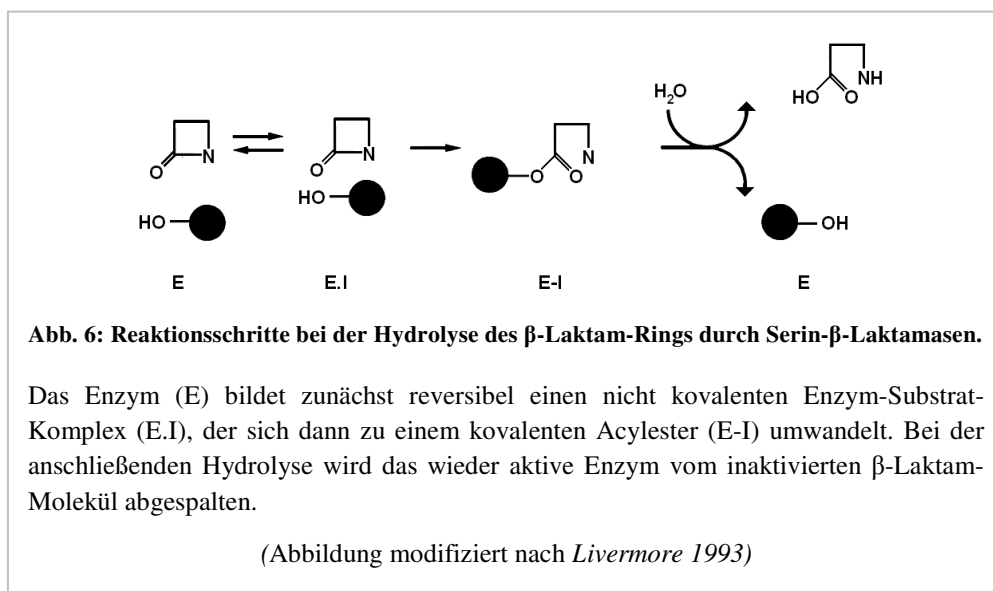 H₂O
HO O NH
O N O N O O N
HO HO OH
E E.I E-I E
Abb. 6: Reaktionsschritte bei der Hydrolyse des β-Laktam-Rings durch Serin-β-Laktamasen.
Das Enzym (E) bildet zunächst reversibel einen nicht kovalenten Enzym-Substrat-
Komplex (E.I), der sich dann zu einem kovalenten Acylester (E-I) umwandelt. Bei der
anschließenden Hydrolyse wird das wieder aktive Enzym vom inaktivierten β-Laktam-
Molekül abgespalten.
(Abbildung modifiziert nach Livermore 1993)